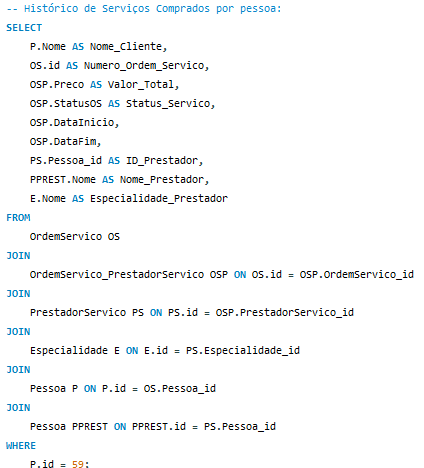 -- Histórico de Serviços Comprados por pessoa:
SELECT
P.Nome AS Nome_Cliente,
OS.id AS Numero_Ordem_Servico,
OSP.Preco AS Valor_Total,
OSP.StatusOS AS Status_Servico,
OSP.DataInicio,
OSP.DataFim,
PS.Pessoa_id AS ID_Prestador,
PPREST.Nome AS Nome_Prestador,
E.Nome AS Especialidade_Prestador
FROM
OrdemServico OS
JOIN
OrdemServico_PrestadorServico OSP ON OS.id = OSP.OrdemServico_id
JOIN
PrestadorServico PS ON PS.id = OSP.PrestadorServico_id
JOIN
Especialidade E ON E.id = PS.Especialidade_id
JOIN
Pessoa P ON P.id = OS.Pessoa_id
JOIN
Pessoa PPREST ON PPREST.id = PS.Pessoa_id
WHERE
P.id = 59: